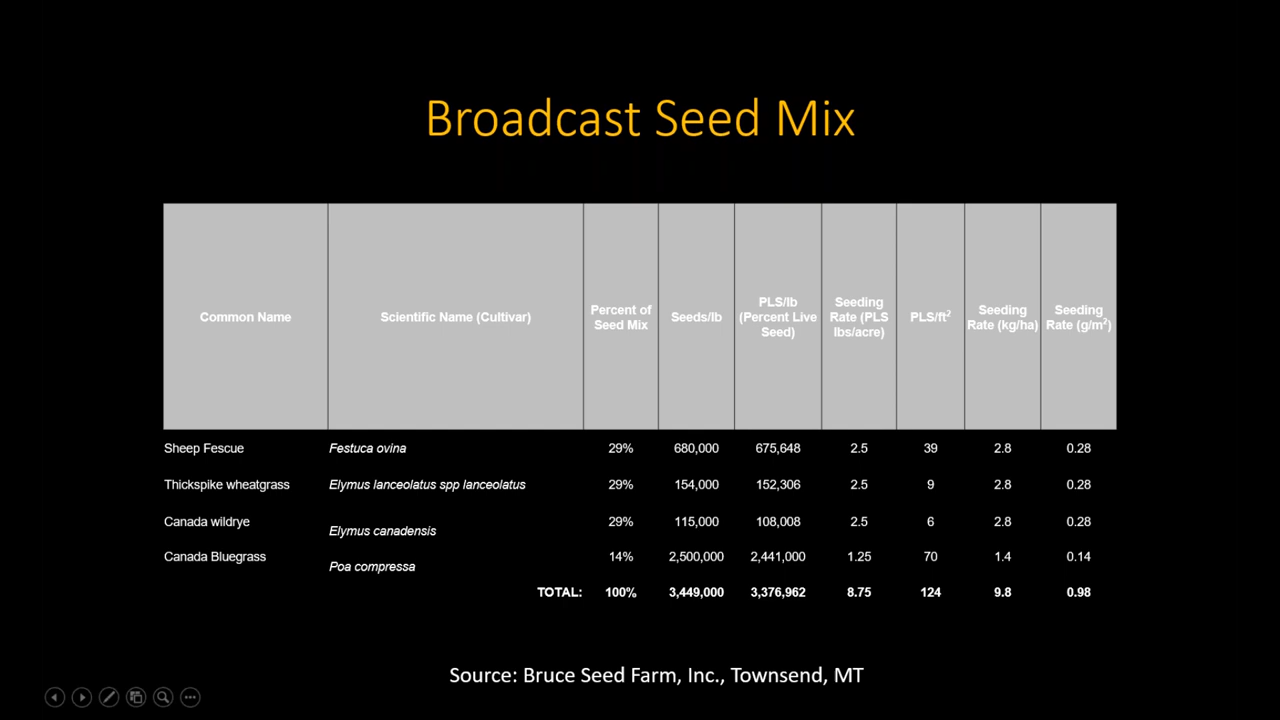 Broadcast Seed Mix
Common Name Scientific Name (Cultivar) Percent of Seed Mix Seeds/lb PLS/lb (Percent Live Seed) Seeding Rate (PLS lbs/acre) PLS/ft² Seeding Rate (kg/ha) Seeding Rate (g/m²)
Sheep Fescue Festuca ovina 29% 680,000 675,648 2.5 39 2.8 0.28
Thickspike wheatgrass Elymus lanceolatus spp lanceolatus 29% 154,000 152,306 2.5 9 2.8 0.28
Canada wildrye Elymus canadensis 29% 115,000 108,008 2.5 6 2.8 0.28
Canada Bluegrass Poa compressa 14% 2,500,000 2,441,000 1.25 70 1.4 0.14
TOTAL: 100% 3,449,000 3,376,962 8.75 124 9.8 0.98
Source: Bruce Seed Farm, Inc., Townsend, MT